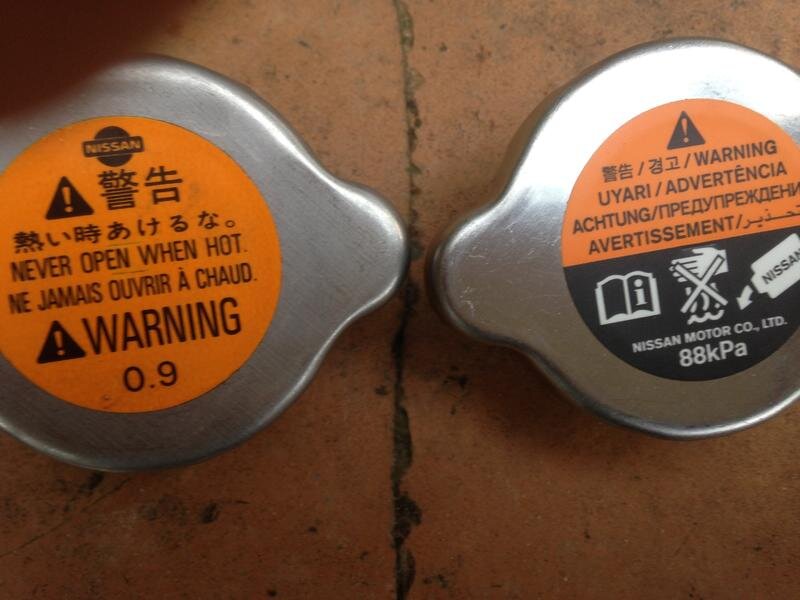 NISSAN
警告
熱い時あけるな。
NEVER OPEN WHEN HOT.
NE JAMAIS OUVRIR À CHAUD.
WARNING
0.9
警告 / 경고 / WARNING
UYARI / ADVERTÊNCIA
ACHTUNG/ПРЕДУПРЕЖДЕНИ
AVERTISSEMENT/تحذير
NISSAN
NISSAN MOTOR CO., LTD.
88kPa